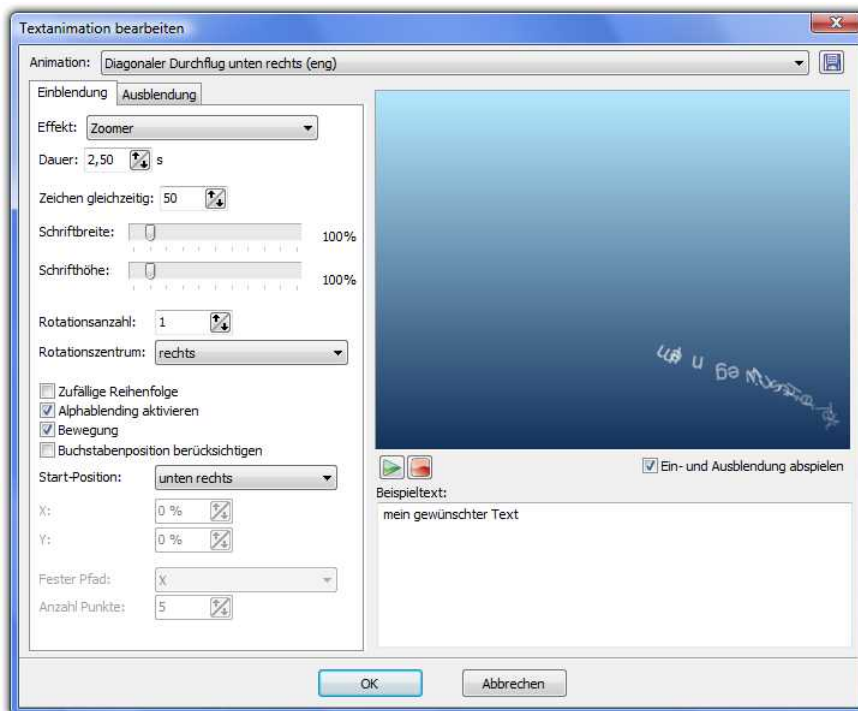 Textanimation bearbeiten
Animation: Diagonaler Durchflug unten rechts (eng)
Einblendung Ausblendung
Effekt: Zoomer
Dauer: 2,50 s
Zeichen gleichzeitig: 50
Schriftbreite: 100%
Schrifthöhe: 100%
Rotationsanzahl: 1
Rotationszentrum: rechts
Zufällige Reihenfolge
Alphablending aktivieren
Bewegung
Buchstabenposition berücksichtigen
Start-Position: unten rechts
X: 0 %
Y: 0 %
Fester Pfad: X
Anzahl Punkte: 5
Ein- und Ausblendung abspielen
Beispieltext:
mein gewünschter Text
OK Abbrechen